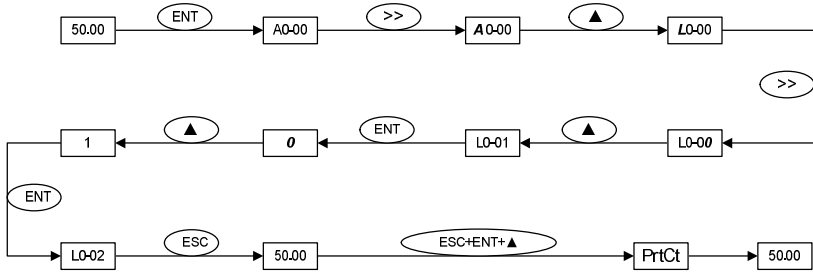 50.00 ENT A0-00 >> A0-00 ▲ L0-00
>>
1 ▲ 0 ENT L0-01 ▲ L0-00
ENT
L0-02 ESC 50.00 ESC+ENT+▲ PrtCt 50.00